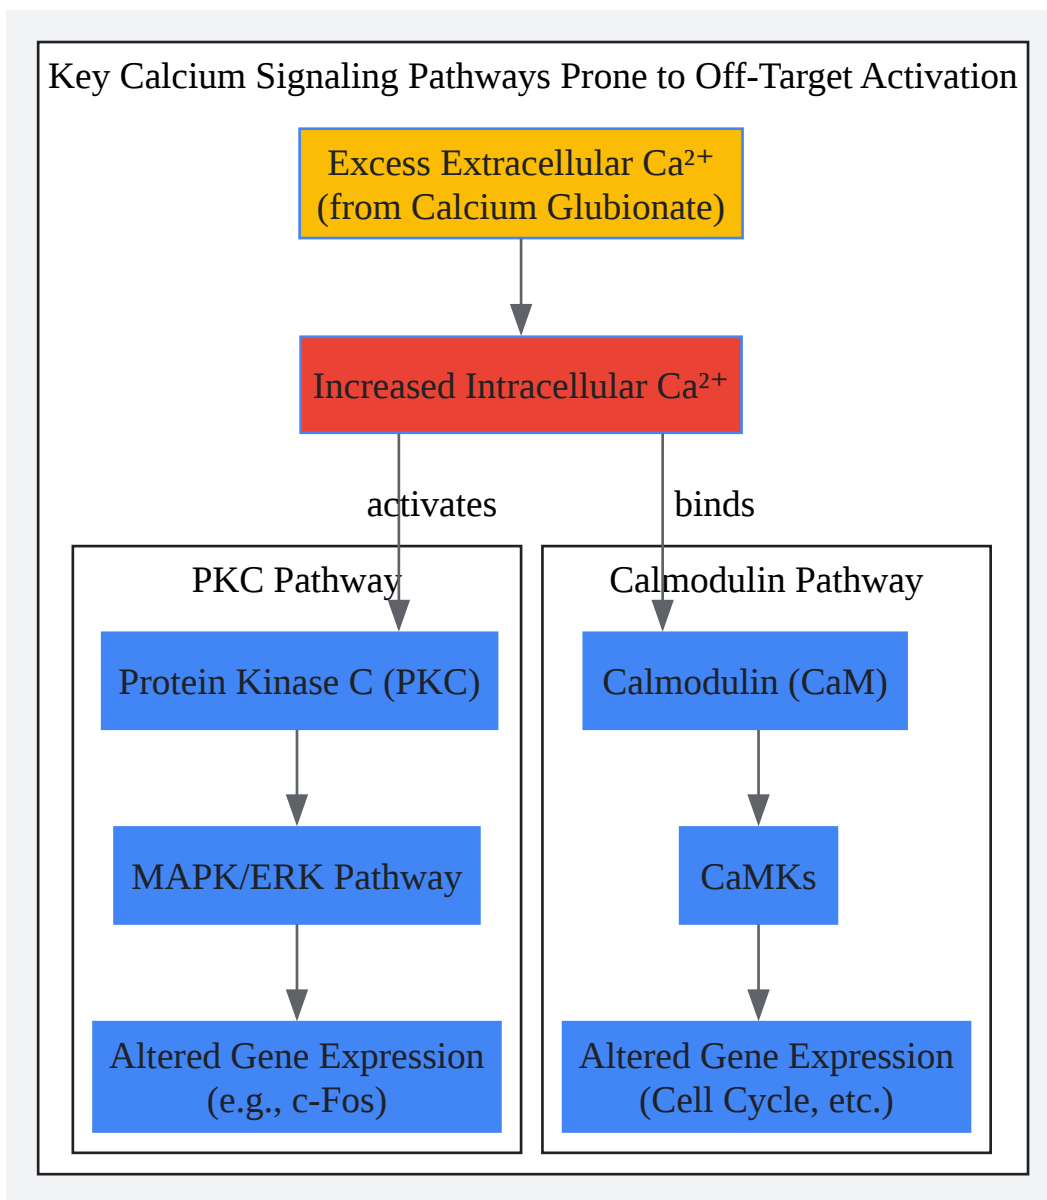 Key Calcium Signaling Pathways Prone to Off-Target Activation
Excess Extracellular Ca²⁺
(from Calcium Glubionate)
Increased Intracellular Ca²⁺
activates
binds
PKC Pathway
Calmodulin Pathway
Protein Kinase C (PKC)
Calmodulin (CaM)
MAPK/ERK Pathway
CaMKs
Altered Gene Expression
(e.g., c-Fos)
Altered Gene Expression
(Cell Cycle, etc.)